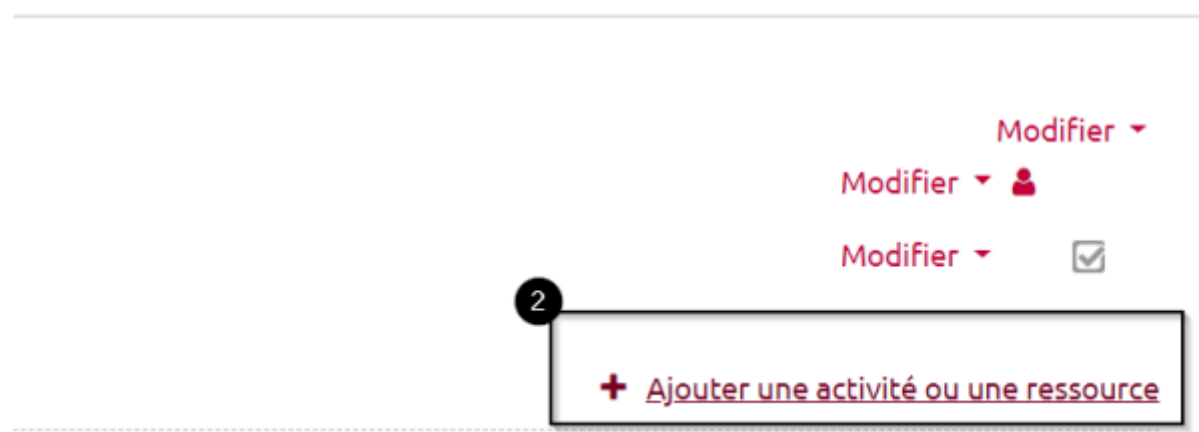 Modifier
Modifier
Modifier
2
Ajouter une activité ou une ressource